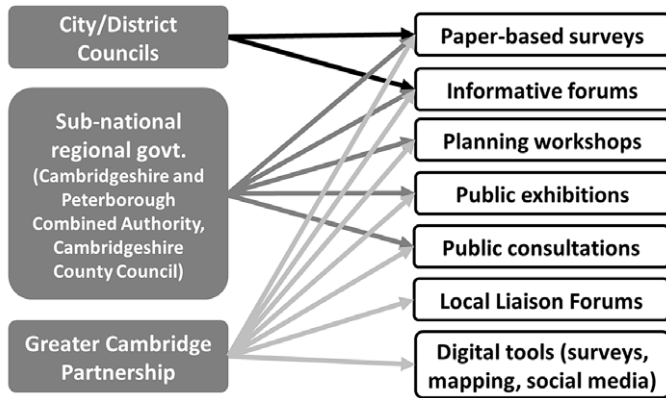 City/District
Councils
Sub-national
regional govt.
(Cambridgeshire and
Peterborough
Combined Authority,
Cambridgeshire
County Council)
Greater Cambridge
Partnership
Paper-based surveys
Informative forums
Planning workshops
Public exhibitions
Public consultations
Local Liaison Forums
Digital tools (surveys,
mapping, social media)